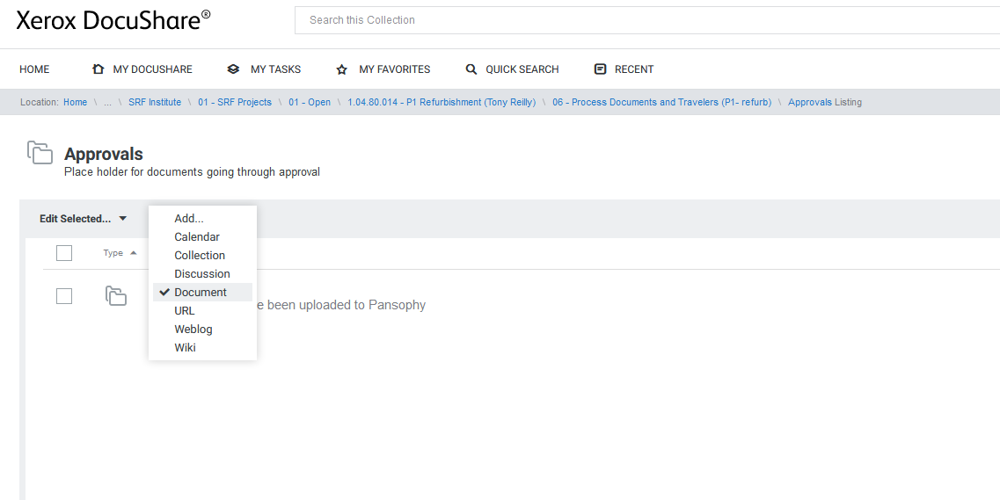 Xerox DocuShare®
Search this Collection
HOME MY DOCUSHARE MY TASKS MY FAVORITES QUICK SEARCH RECENT
Location: Home \ ... \ SRF Institute \ 01 - SRF Projects \ 01 - Open \ 1.04.80.014 - P1 Refurbishment (Tony Reilly) \ 06 - Process Documents and Travelers (P1- refurb) \ Approvals Listing
Approvals
Place holder for documents going through approval
Edit Selected...
Add...
Calendar
Collection
Discussion
Document
URL
Weblog
Wiki
Type
e been uploaded to Pansophy